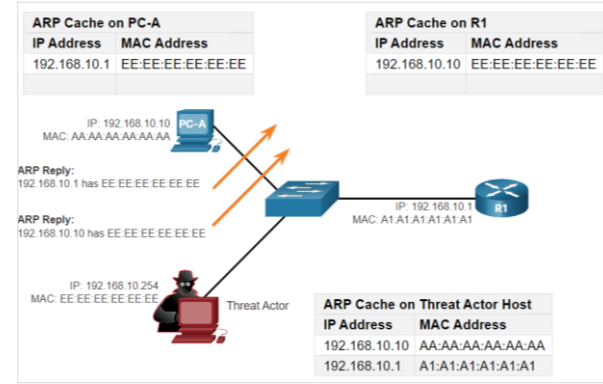 ARP Cache on PC-A
IP Address MAC Address
192.168.10.1 EE:EE:EE:EE:EE:EE
ARP Cache on R1
IP Address MAC Address
192.168.10.10 EE:EE:EE:EE:EE:EE
IP: 192.168.10.10
MAC: AA:AA:AA:AA:AA:AA
PC-A
ARP Reply:
192.168.10.1 has EE:EE:EE:EE:EE:EE
ARP Reply:
192.168.10.10 has EE:EE:EE:EE:EE:EE
IP: 192.168.10.1
MAC: A1:A1:A1:A1:A1:A1
R1
IP: 192.168.10.254
MAC: EE:EE:EE:EE:EE:EE
Threat Actor
ARP Cache on Threat Actor Host
IP Address MAC Address
192.168.10.10 AA:AA:AA:AA:AA:AA
192.168.10.1 A1:A1:A1:A1:A1:A1